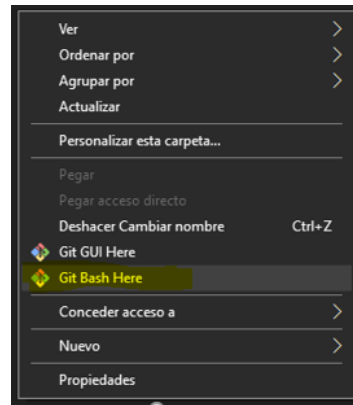 Ver
Ordenar por
Agrupar por
Actualizar
Personalizar esta carpeta...
Pegar
Pegar acceso directo
Deshacer Cambiar nombre Ctrl+Z
Git GUI Here
Git Bash Here
Conceder acceso a
Nuevo
Propiedades